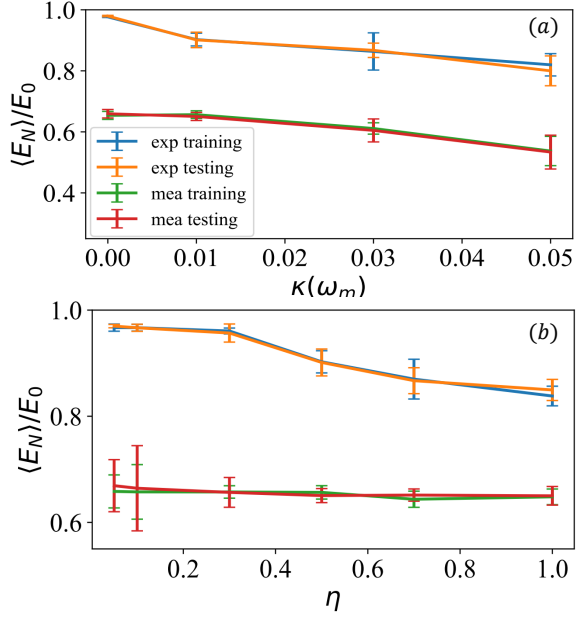 (a)
1.0
0.8
0.6
0.4
⟨E_N⟩/E_0
exp training
exp testing
mea training
mea testing
0.00 0.01 0.02 0.03 0.04 0.05
κ(ω_m)
(b)
1.0
0.8
0.6
⟨E_N⟩/E_0
0.2 0.4 0.6 0.8 1.0
η